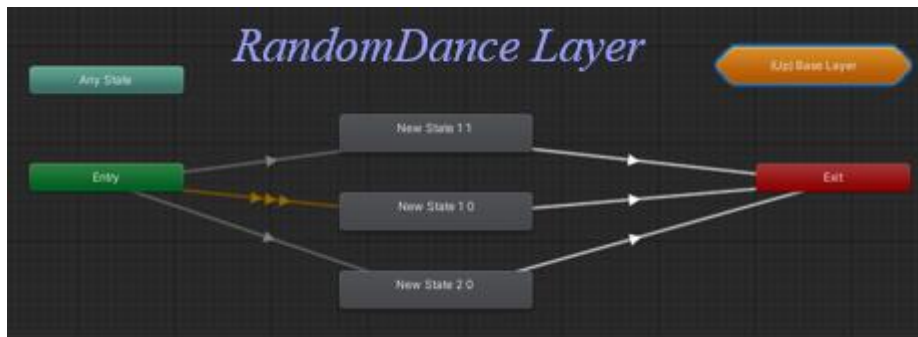 RandomDance Layer
(Up) Base Layer
Any State
New State 1 1
Entry
Exit
New State 1 0
New State 2 0